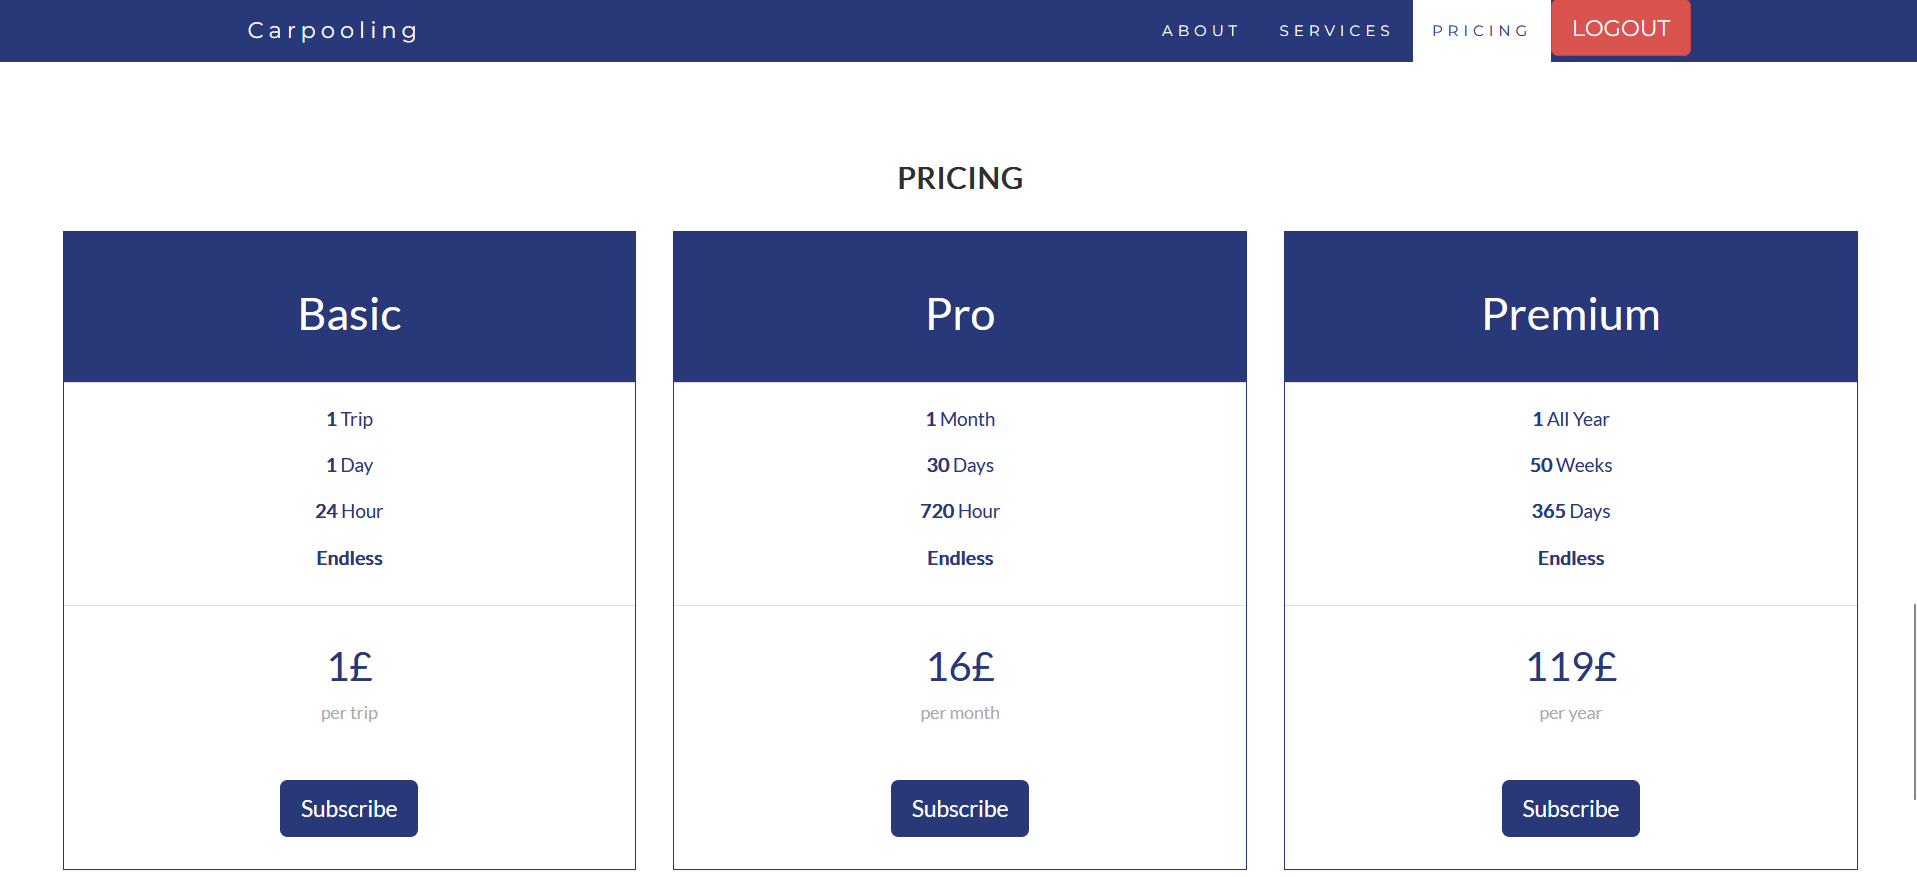 Carpooling
ABOUT SERVICES PRICING LOGOUT
PRICING
Basic
1 Trip
1 Day
24 Hour
Endless
1£
per trip
Subscribe
Pro
1 Month
30 Days
720 Hour
Endless
16£
per month
Subscribe
Premium
1 All Year
50 Weeks
365 Days
Endless
119£
per year
Subscribe